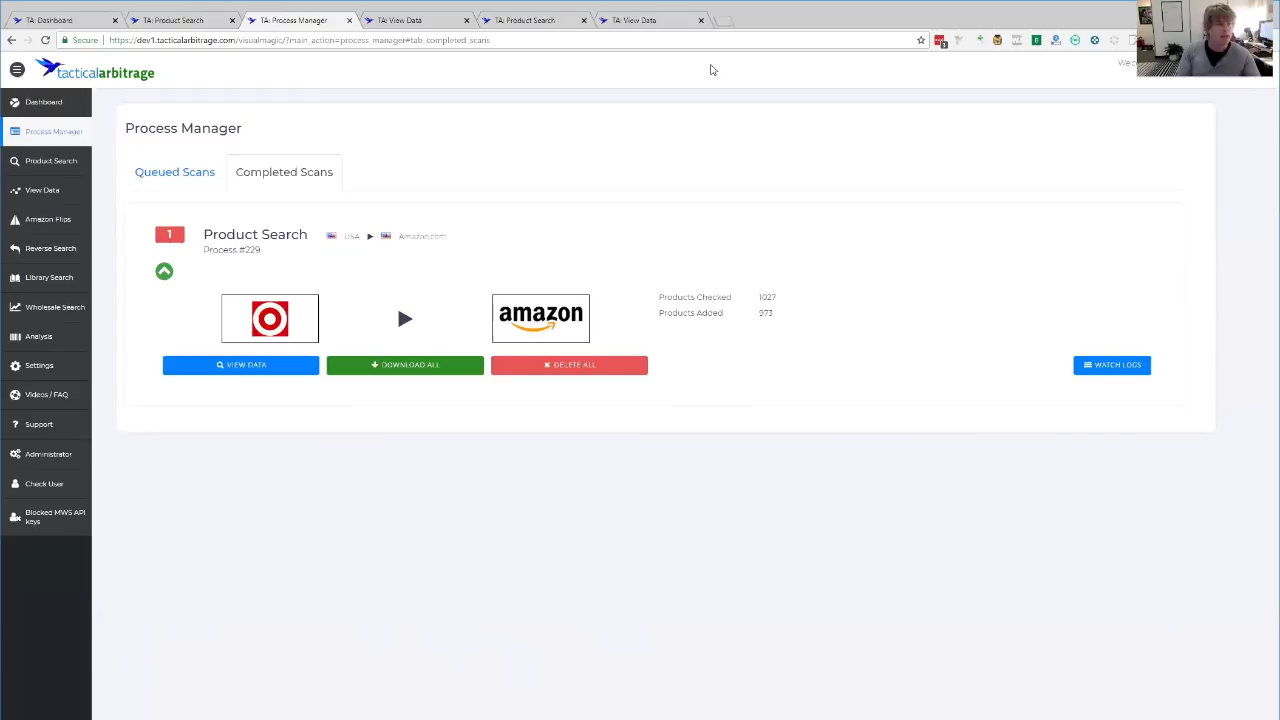 TA: Dashboard
TA: Product Search
TA: Process Manager
TA: View Data
TA: Product Search
TA: View Data
Secure
https://dev1.tacticalarbitrage.com/visualmagic/?main_action=process_manager#tab_completed_scans
tacticalarbitrage
Dashboard
Process Manager
Product Search
View Data
Amazon Flips
Reverse Search
Library Search
Wholesale Search
Analysis
Settings
Videos / FAQ
Support
Administrator
Check User
Blocked MWS API
keys
Process Manager
Queued Scans
Completed Scans
1
Product Search
USA
Amazon.com
Process #229
amazon
Products Checked 1027
Products Added 973
VIEW DATA
DOWNLOAD ALL
DELETE ALL
WATCH LOGS